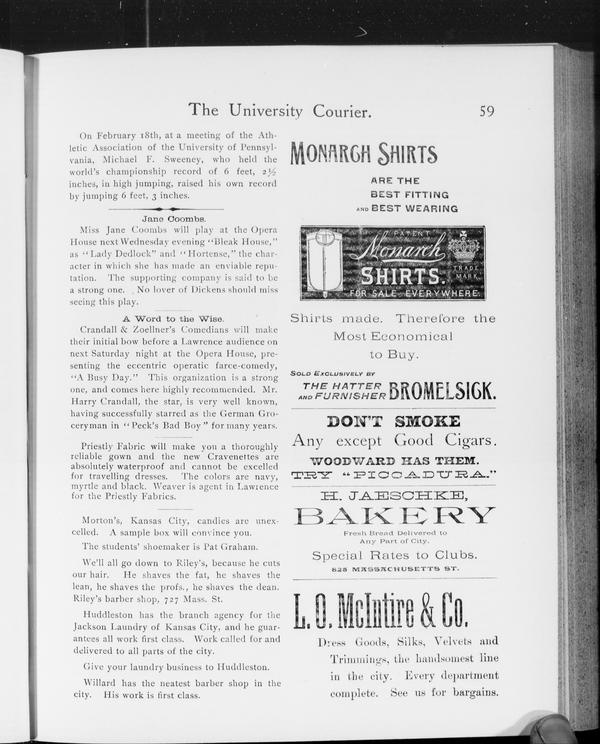 The University Courier. 59
On February 18th, at a meeting of the Ath-
letic Association of the University of Pennsyl-
vania, Michael F. Sweeney, who held the
world's championship record of 6 feet, 2½
inches, in high jumping, raised his own record
by jumping 6 feet, 3 inches.
Jane Coombs.
Miss Jane Coombs will play at the Opera
House next Wednesday evening "Bleak House,"
as "Lady Dedlock" and "Hortense," the char-
acter in which she has made an enviable repu-
tation. The supporting company is said to be
a strong one. No lover of Dickens should miss
seeing this play.
A Word to the Wise.
Crandall & Zoellner's Comedians will make
their initial bow before a Lawrence audience on
next Saturday night at the Opera House, pre-
senting the eccentric operatic farce-comedy,
"A Busy Day." This organization is a strong
one, and comes here highly recommended. Mr.
Harry Crandall, the star, is very well known,
having successfully starred as the German Gro-
ceryman in "Peck's Bad Boy" for many years.
Priestly Fabric will make you a thoroughly
reliable gown and the new Cravenettes are
absolutely waterproof and cannot be excelled
for travelling dresses. The colors are navy,
myrtle and black. Weaver is agent in Lawrence
for the Priestly Fabrics.
Morton's, Kansas City, candies are unex-
celled. A sample box will convince you.
The students' shoemaker is Pat Graham.
We'll all go down to Riley's, because he cuts
our hair. He shaves the fat, he shaves the
lean, he shaves the profs., he shaves the dean.
Riley's barber shop, 727 Mass. St.
Huddleston has the branch agency for the
Jackson Laundry of Kansas City, and he guar-
antees all work first class. Work called for and
delivered to all parts of the city.
Give your laundry business to Huddleston.
Willard has the neatest barber shop in the
city. His work is first class.
MONARCH SHIRTS
ARE THE
BEST FITTING
AND BEST WEARING
PATENT
Monarch
SHIRTS.
TRADE
MARK
FOR SALE EVERYWHERE.
Shirts made. Therefore the
Most Economical
to Buy.
SOLD EXCLUSIVELY BY
THE HATTER
AND FURNISHER BROMELSICK.
DON'T SMOKE
Any except Good Cigars.
WOODWARD HAS THEM.
TRY "PICCADURA."
H. JAESCHKE,
BAKERY
Fresh Bread Delivered to
Any Part of City.
Special Rates to Clubs.
825 MASSACHUSETTS ST.
L. O. McIntire & Co.
Dress Goods, Silks, Velvets and
Trimmings, the handsomest line
in the city. Every department
complete. See us for bargains.